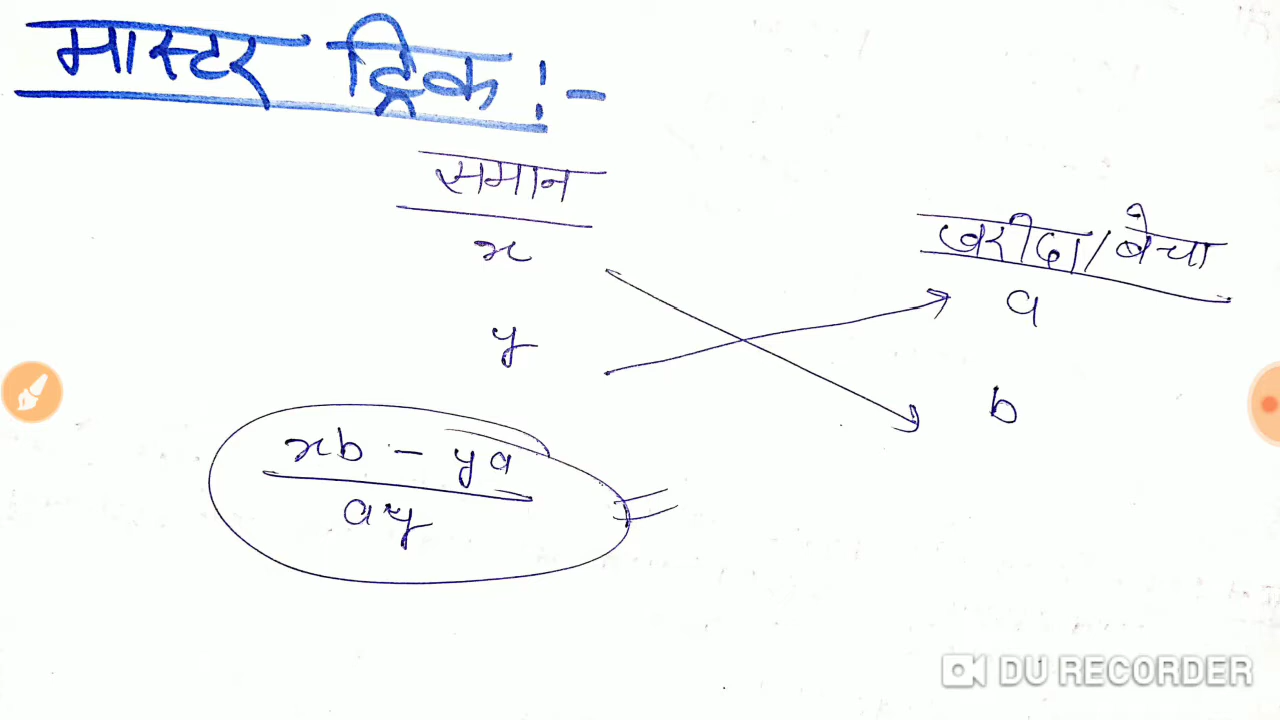 मास्टर ट्रिक :-
समान
खरीदा/बेचा
x
a
y
b
xb - ya
ay
DU RECORDER